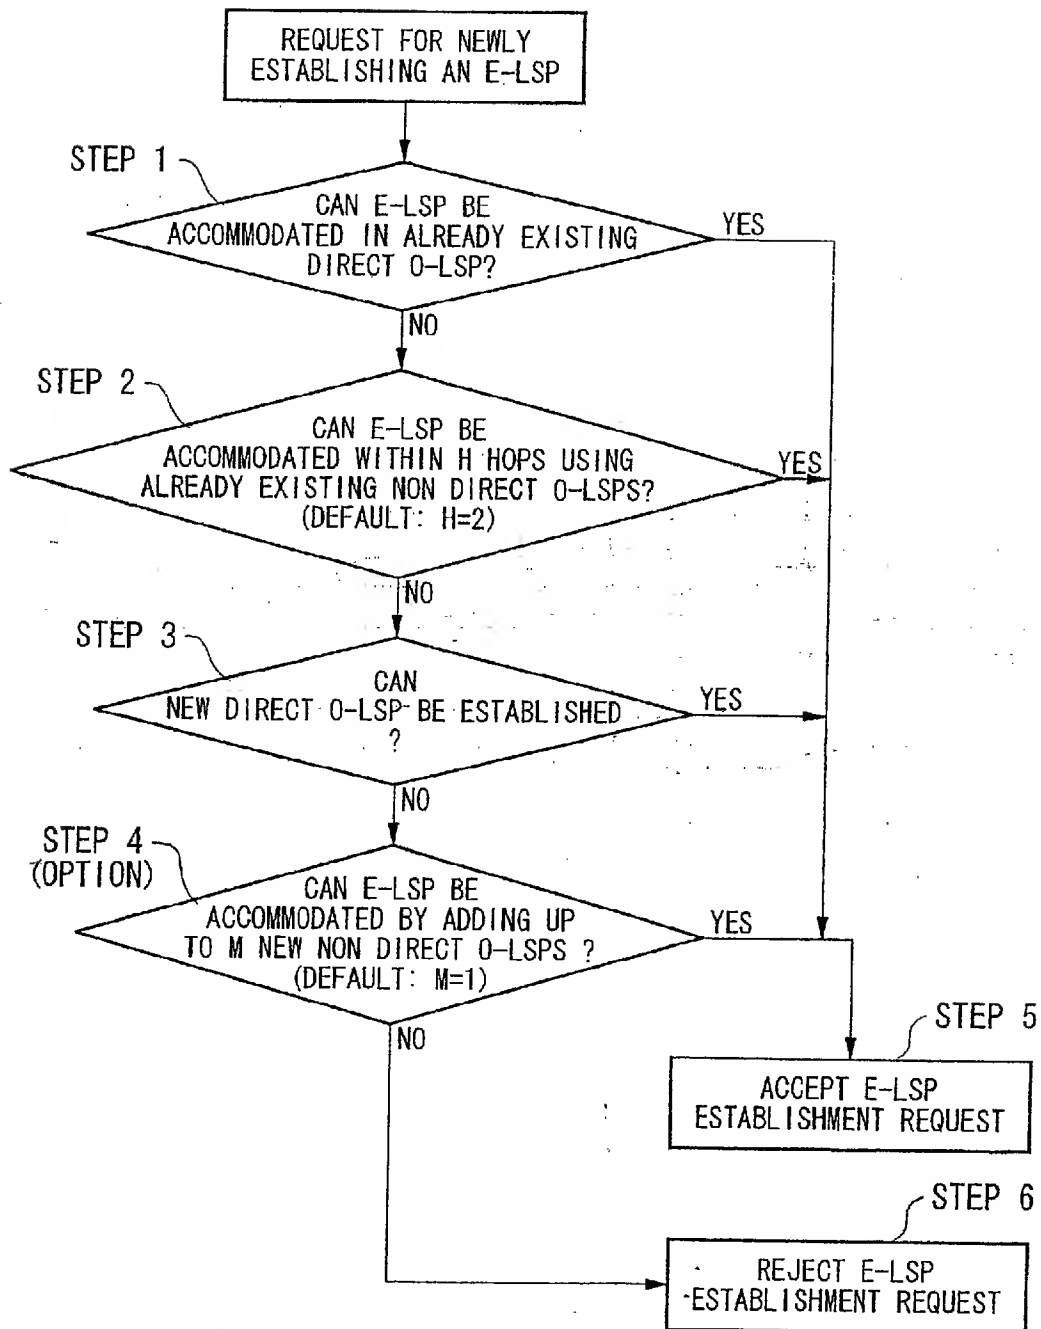 REQUEST FOR NEWLY
ESTABLISHING AN E-LSP
STEP 1
CAN E-LSP BE
ACCOMMODATED IN ALREADY EXISTING
DIRECT O-LSP?
YES
NO
STEP 2
CAN E-LSP BE
ACCOMMODATED WITHIN H HOPS USING
ALREADY EXISTING NON DIRECT O-LSPS?
(DEFAULT: H=2)
YES
NO
STEP 3
CAN
NEW DIRECT O-LSP BE ESTABLISHED
?
YES
NO
STEP 4
(OPTION)
CAN E-LSP BE
ACCOMMODATED BY ADDING UP
TO M NEW NON DIRECT O-LSPS ?
(DEFAULT: M=1)
YES
NO
STEP 5
ACCEPT E-LSP
ESTABLISHMENT REQUEST
STEP 6
REJECT E-LSP
ESTABLISHMENT REQUEST